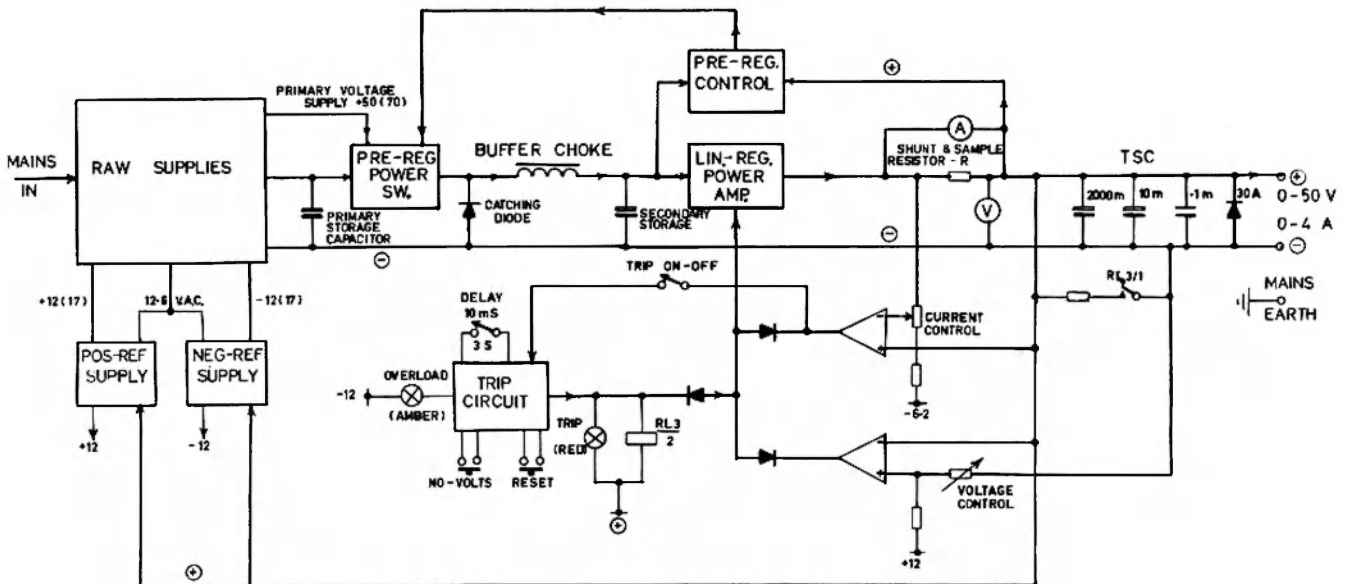 MAINS
IN
RAW SUPPLIES
PRIMARY VOLTAGE
SUPPLY +50(70)
PRE-REG
POWER
SW.
PRIMARY
STORAGE
CAPACITOR
CATCHING
DIODE
BUFFER CHOKE
SECONDARY
STORAGE
PRE-REG.
CONTROL
LIN.-REG.
POWER
AMP.
A
SHUNT & SAMPLE
RESISTOR - R
V
TSC
2000m
10m
·1m
30A
+
0-50 V
0-4 A
−
MAINS
EARTH
RL3/1
+12(17)
12-6 V.A.C.
-12(17)
POS-REF
SUPPLY
NEG-REF
SUPPLY
+12
-12
TRIP ON-OFF
DELAY
10mS
3 S
-12
OVERLOAD
(AMBER)
TRIP
CIRCUIT
NO-VOLTS
RESET
TRIP
(RED)
RL3
2
+
CURRENT
CONTROL
-6·2
VOLTAGE
CONTROL
+12
+